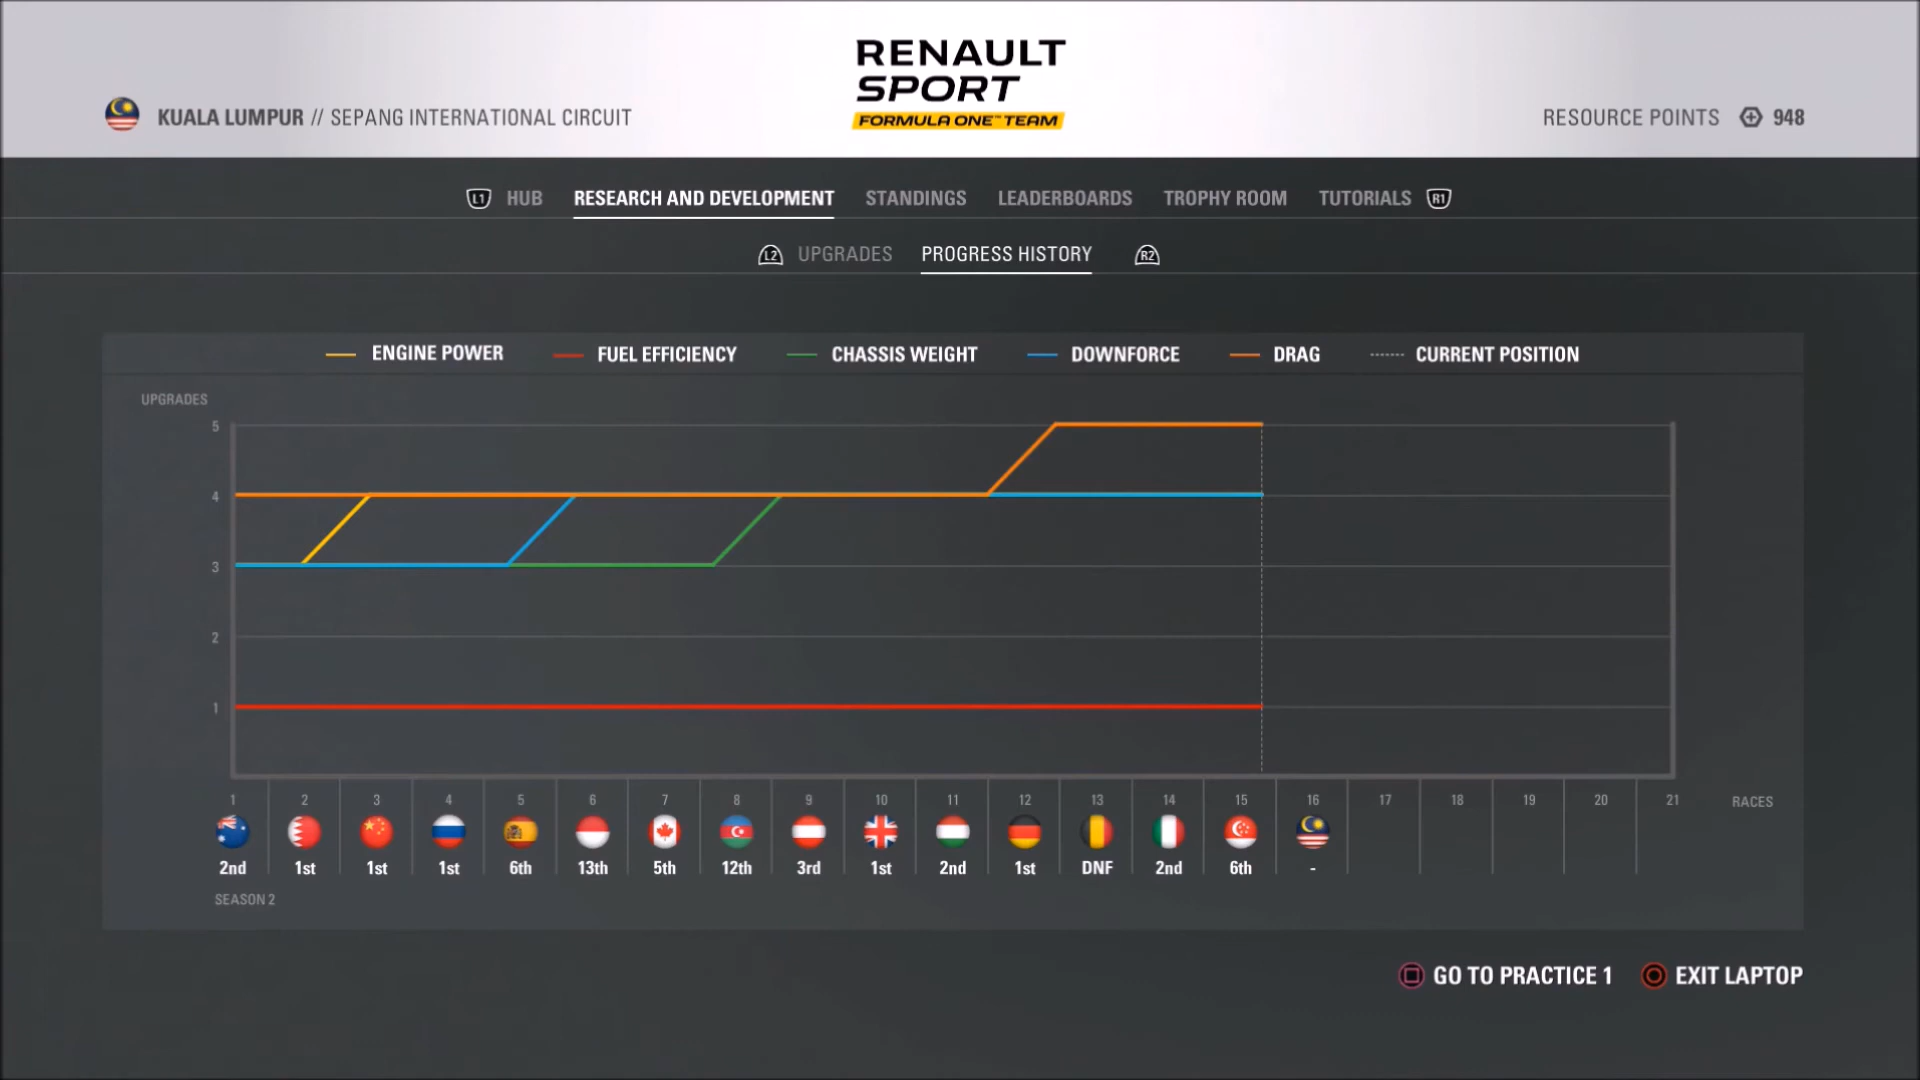 RENAULT
SPORT
FORMULA ONE™ TEAM
KUALA LUMPUR // SEPANG INTERNATIONAL CIRCUIT
RESOURCE POINTS 948
L1 HUB RESEARCH AND DEVELOPMENT STANDINGS LEADERBOARDS TROPHY ROOM TUTORIALS R1
L2 UPGRADES PROGRESS HISTORY R2
ENGINE POWER FUEL EFFICIENCY CHASSIS WEIGHT DOWNFORCE DRAG CURRENT POSITION
UPGRADES
5
4
3
2
1
1 2 3 4 5 6 7 8 9 10 11 12 13 14 15 16 17 18 19 20 21 RACES
2nd 1st 1st 1st 6th 13th 5th 12th 3rd 1st 2nd 1st DNF 2nd 6th -
SEASON 2
GO TO PRACTICE 1 EXIT LAPTOP